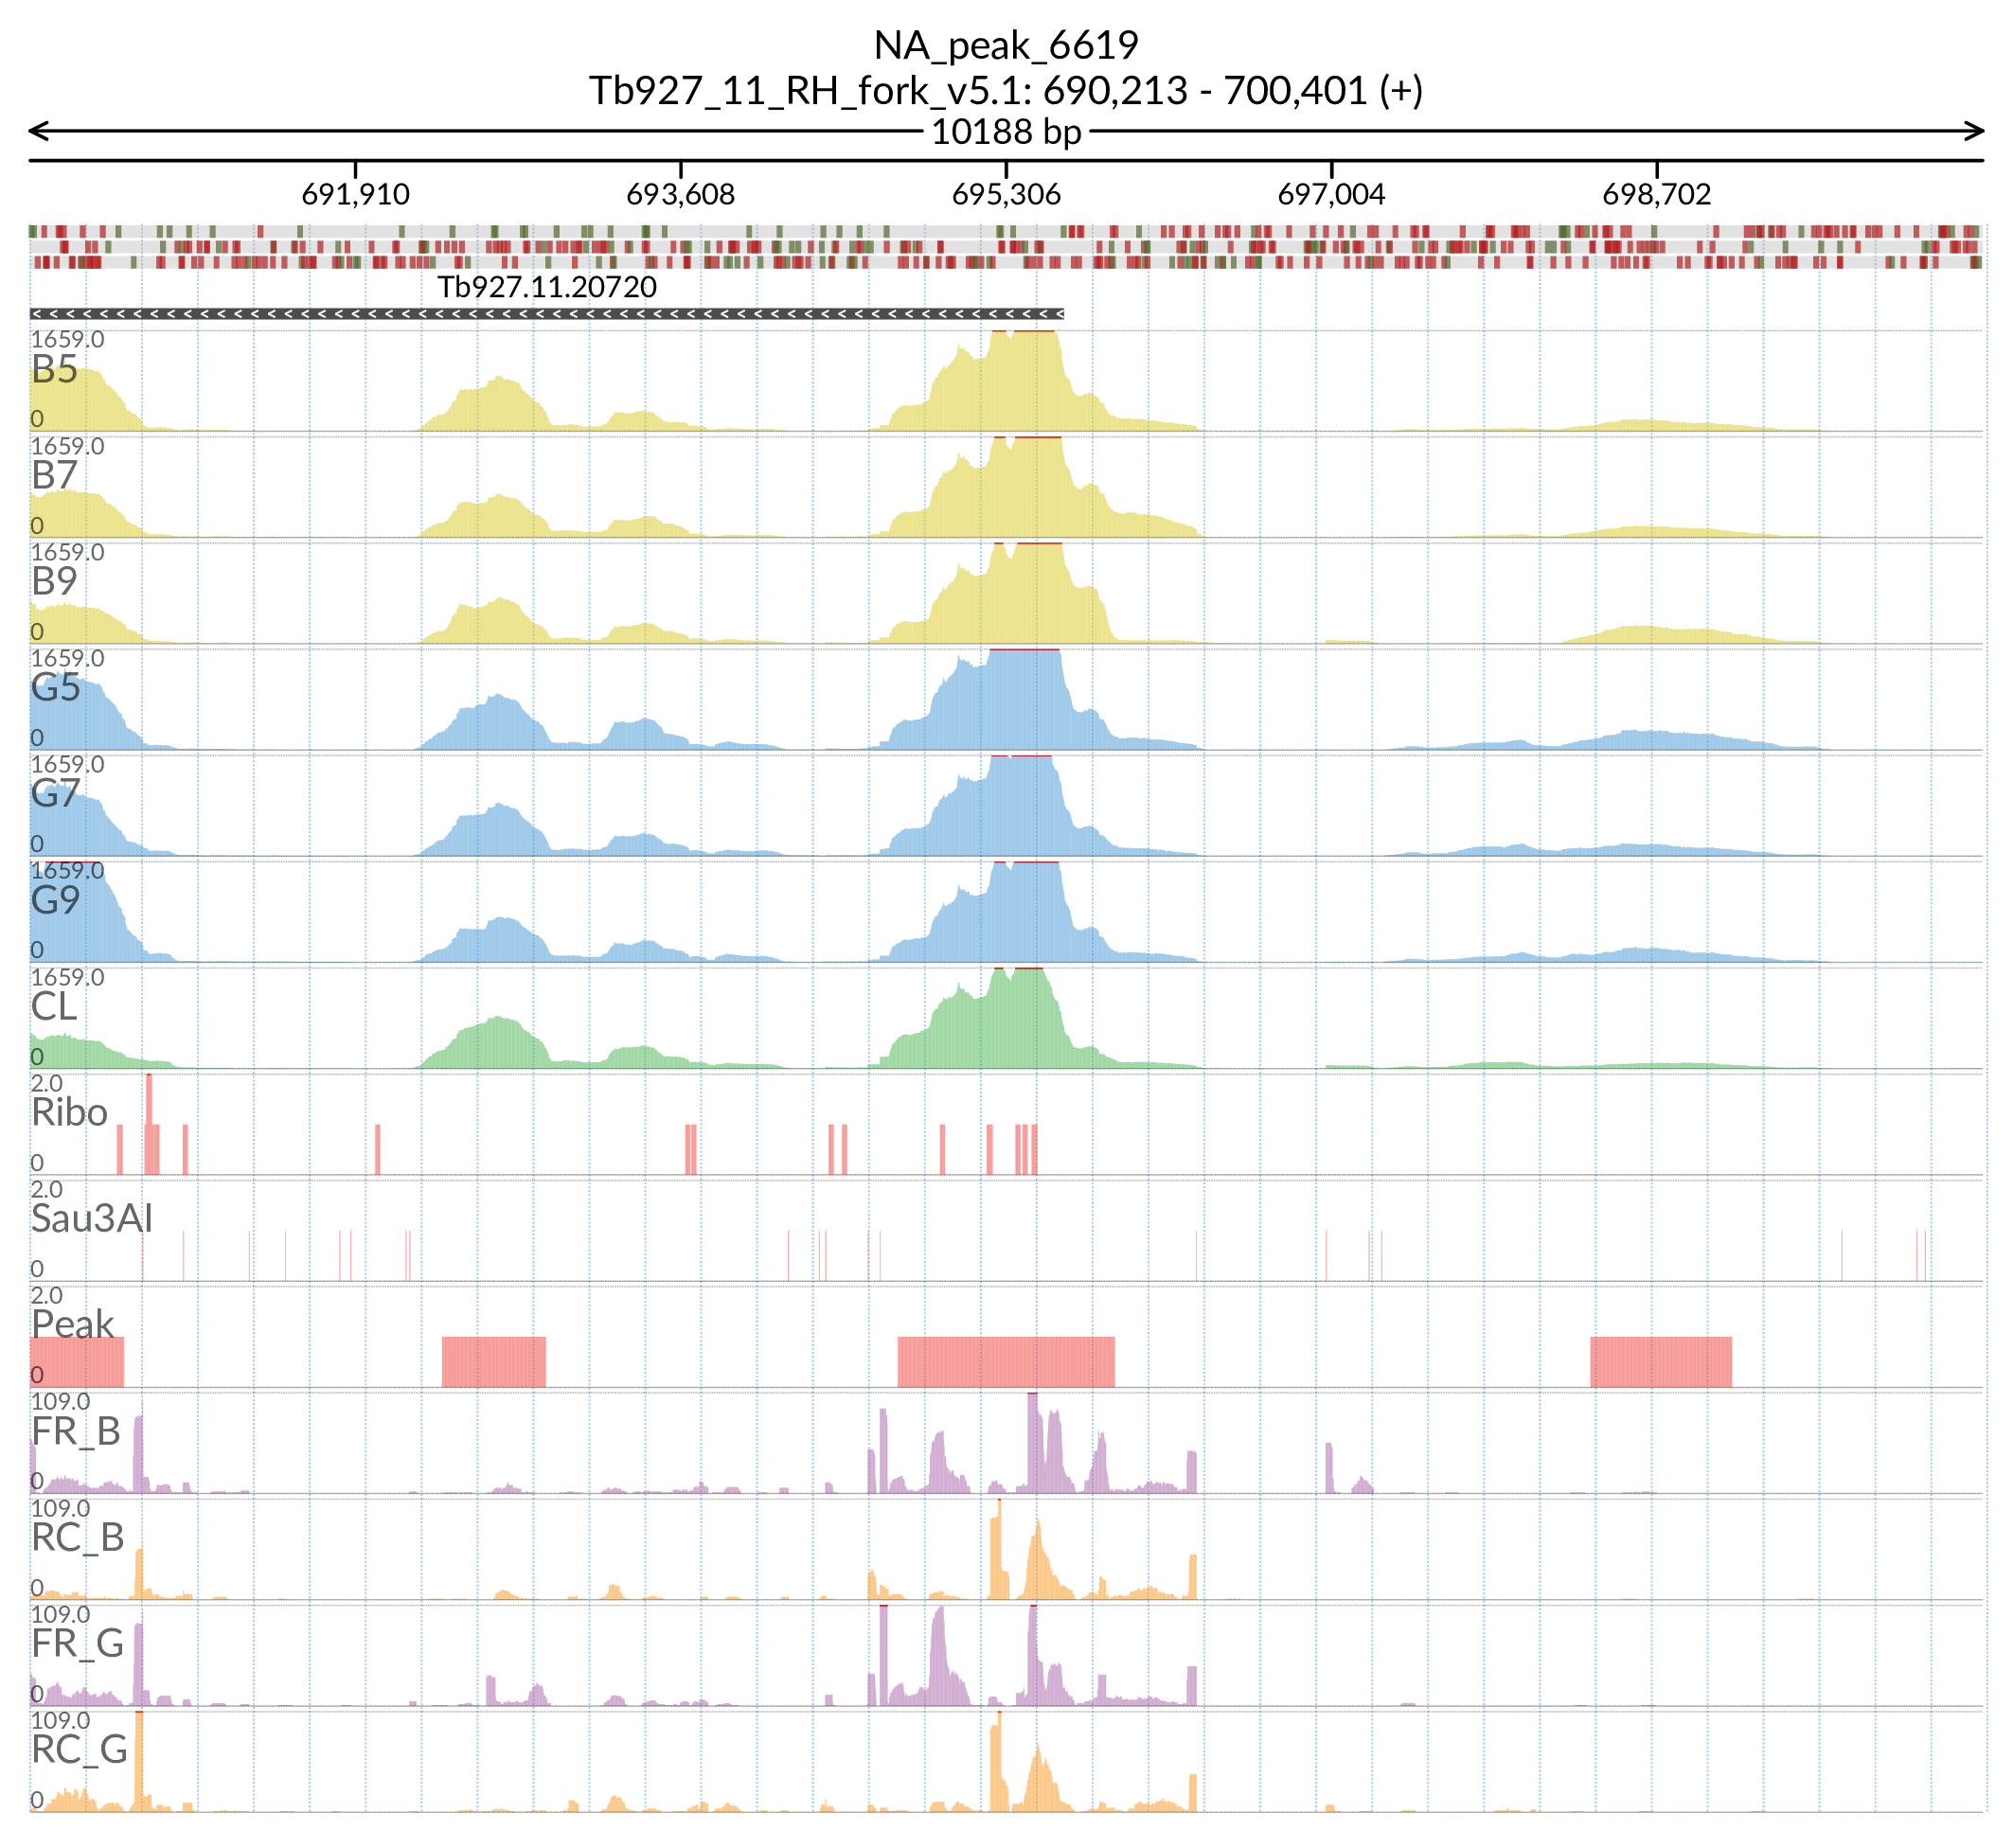 NA_peak_6619
Tb927_11_RH_fork_v5.1: 690,213 - 700,401 (+)
10188 bp
691,910 693,608 695,306 697,004 698,702
Tb927.11.20720
1659.0
B5
0
1659.0
B7
0
1659.0
B9
0
1659.0
G5
0
1659.0
G7
0
1659.0
G9
0
1659.0
CL
0
2.0
Ribo
0
2.0
Sau3AI
0
2.0
Peak
0
109.0
FR_B
0
109.0
RC_B
0
109.0
FR_G
0
109.0
RC_G
0